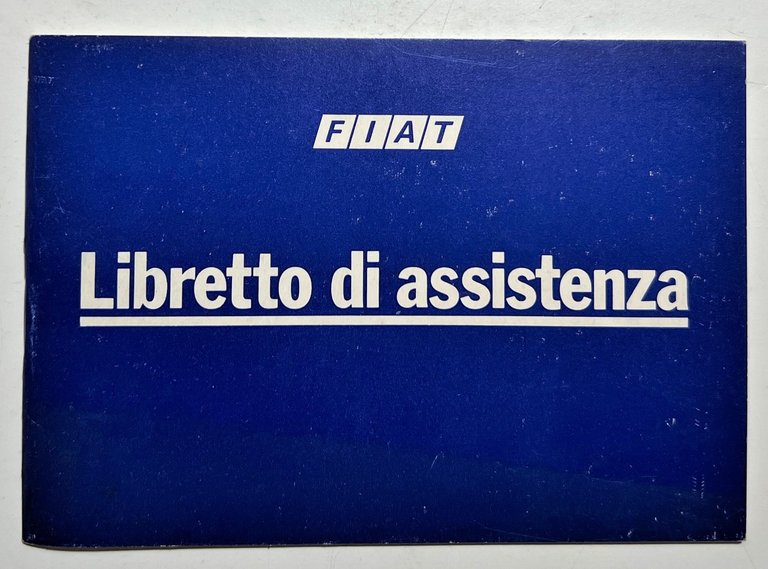 FIAT
Libretto di assistenza